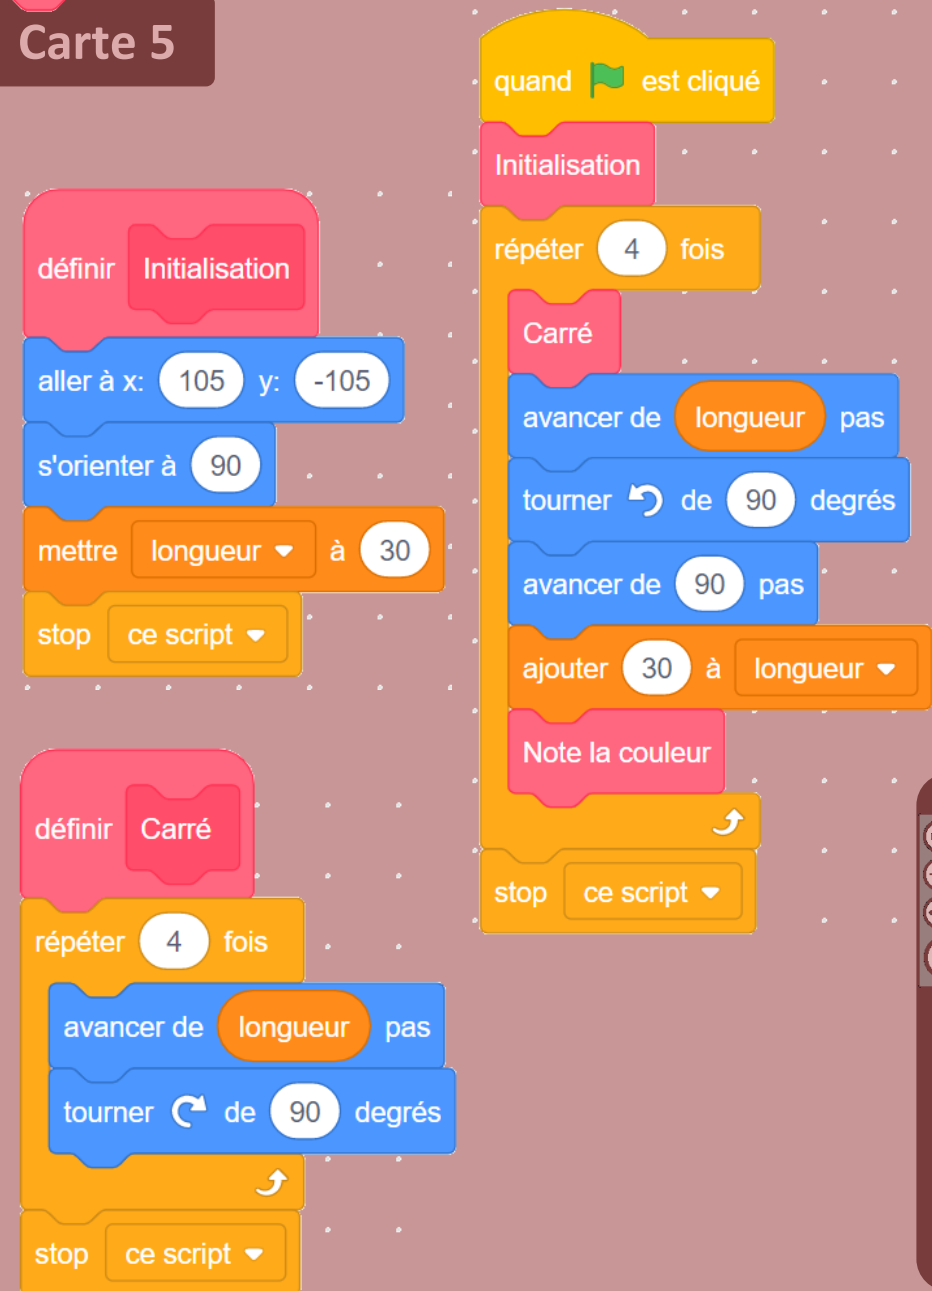 Carte 5
définir Initialisation
aller à x: 105 y: -105
s'orienter à 90
mettre longueur à 30
stop ce script
définir Carré
répéter 4 fois
avancer de longueur pas
tourner de 90 degrés
stop ce script
quand est cliqué
Initialisation
répéter 4 fois
Carré
avancer de longueur pas
tourner de 90 degrés
avancer de 90 pas
ajouter 30 à longueur
Note la couleur
stop ce script